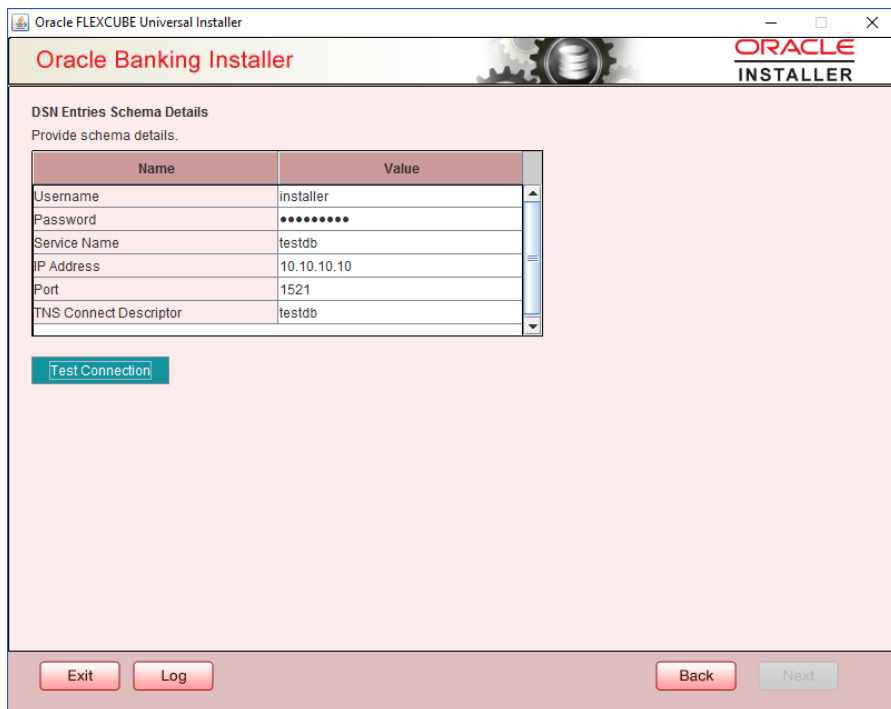 Oracle FLEXCUBE Universal Installer
Oracle Banking Installer
ORACLE
INSTALLER
DSN Entries Schema Details
Provide schema details.
Name Value
Username installer
Password •••••••••
Service Name testdb
IP Address 10.10.10.10
Port 1521
TNS Connect Descriptor testdb
Test Connection
Exit Log Back Next